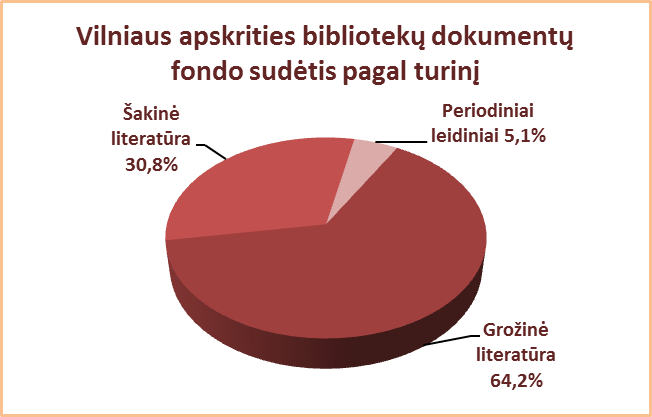 Vilniaus apskrities bibliotekų dokumentų
fondo sudėtis pagal turinį
Šakinė
literatūra
30,8%
Periodiniai
leidiniai 5,1%
Grožinė
literatūra
64,2%